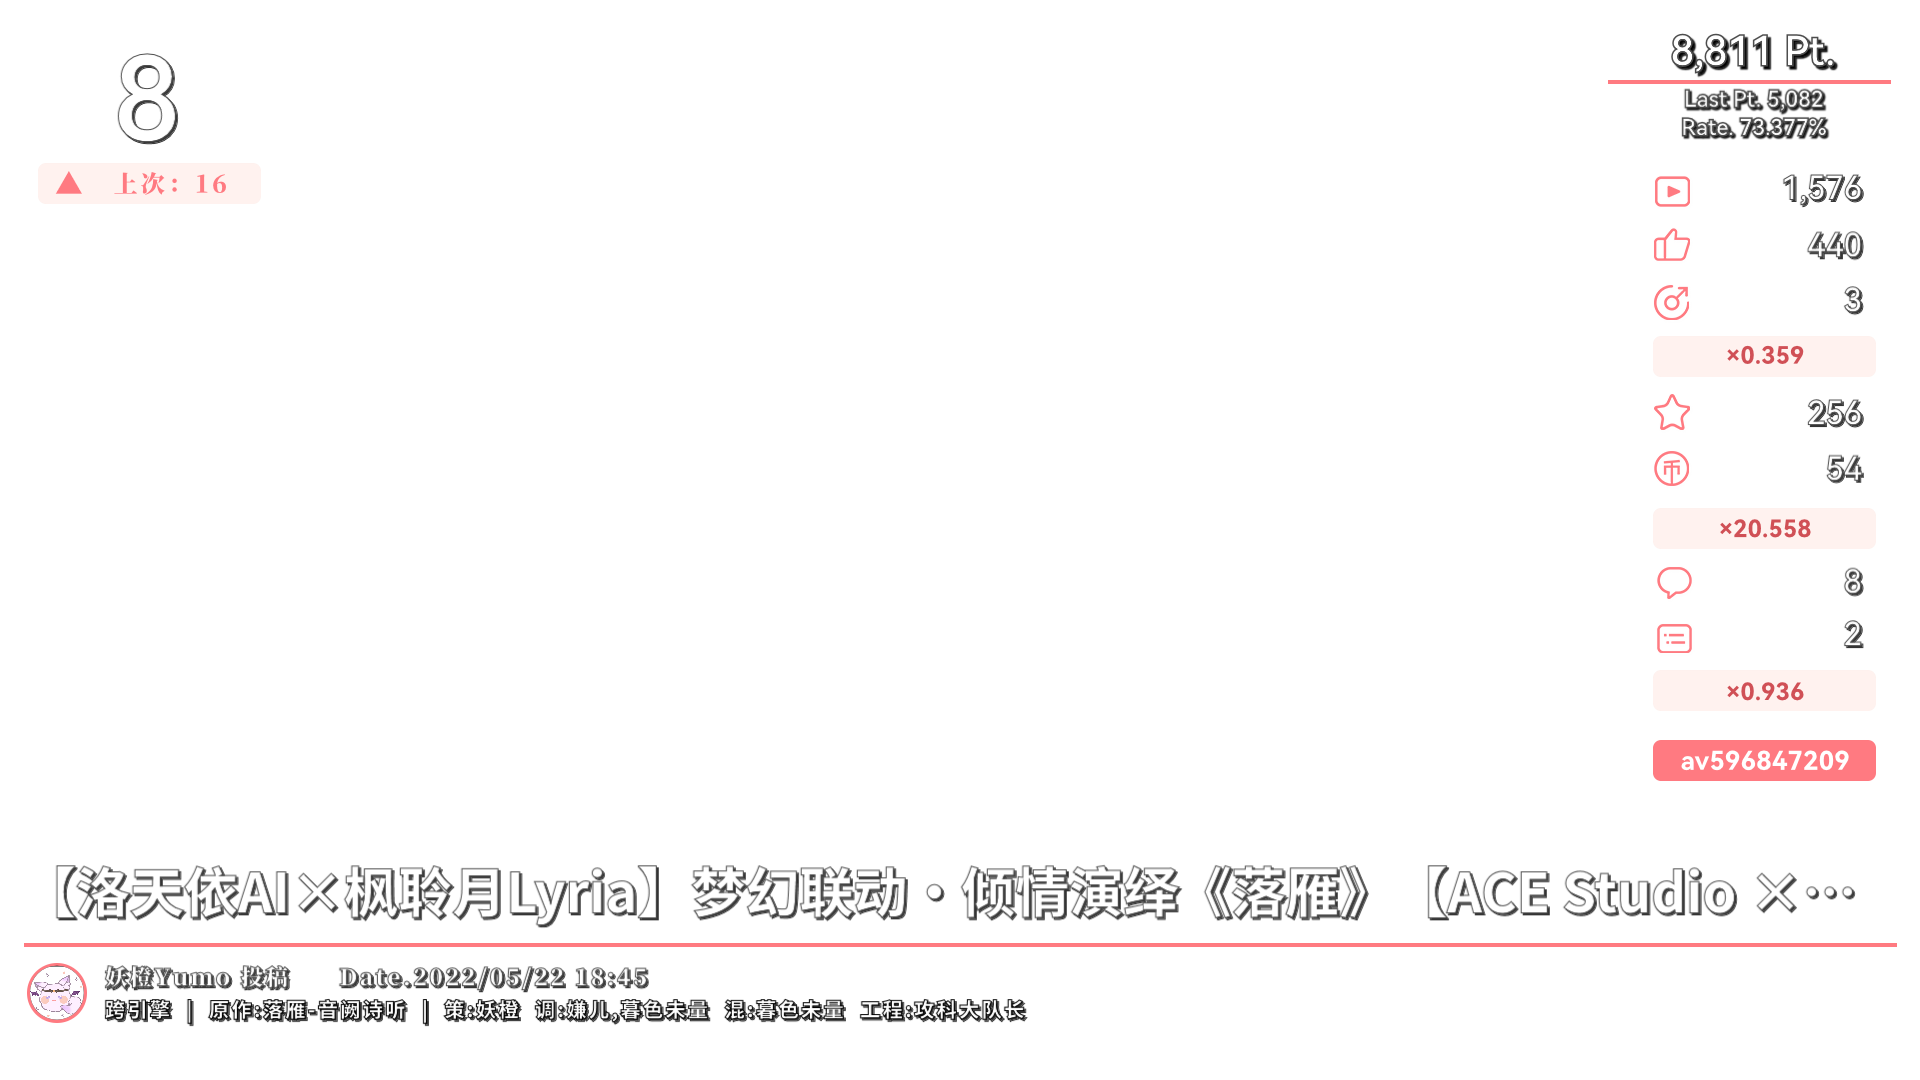 8
▲ 上次: 16
8,811 Pt.
Last Pt. 5,082
Rate. 73.377%
1,576
440
3
×0.359
256
54
×20.558
8
2
×0.936
av596847209
【洛天依AI×枫聆月Lyria】梦幻联动·倾情演绎《落雁》【ACE Studio ×…
妖橙Yumo 投稿 Date.2022/05/22 18:45
跨引擎 | 原作:落雁-音阙诗听 | 策:妖橙 调:嫌儿,暮色未量 混:暮色未量 工程:攻科大队长